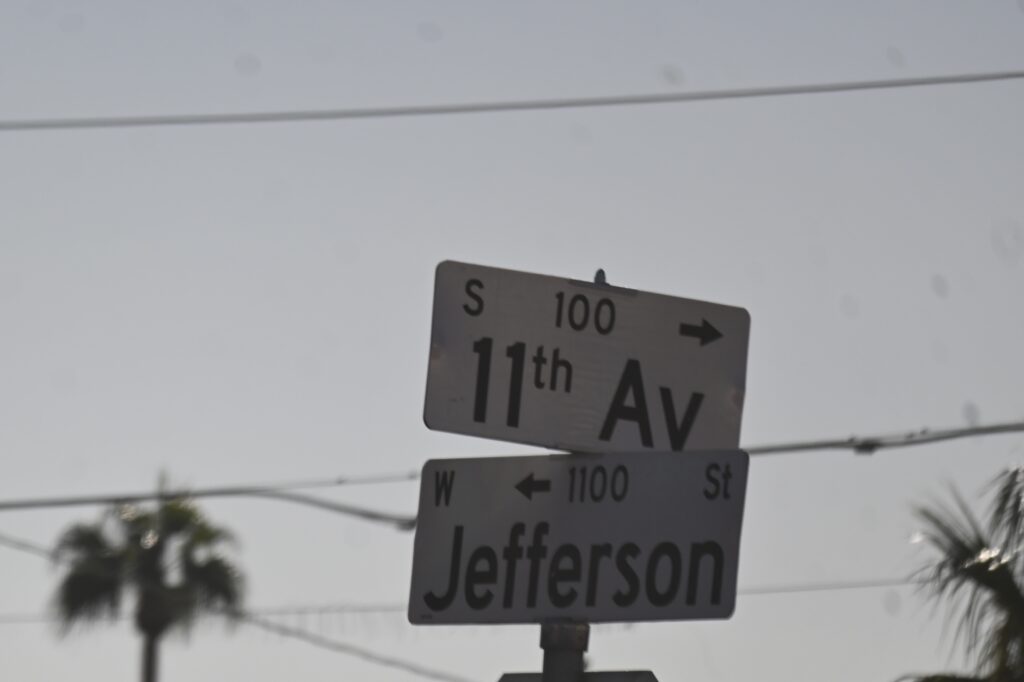 S 100 →
11th Av
W ← 1100 St
Jefferson